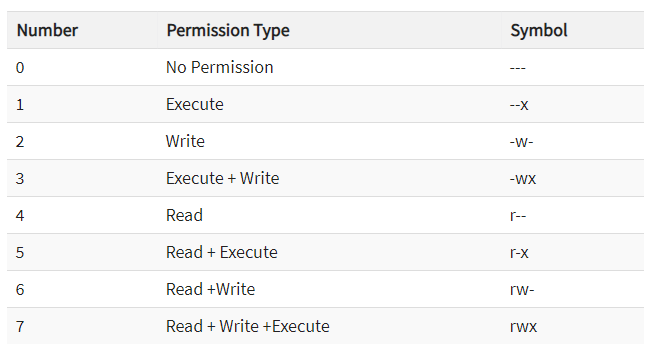 Number Permission Type Symbol
0 No Permission ---
1 Execute --x
2 Write -w-
3 Execute + Write -wx
4 Read r--
5 Read + Execute r-x
6 Read +Write rw-
7 Read + Write +Execute rwx